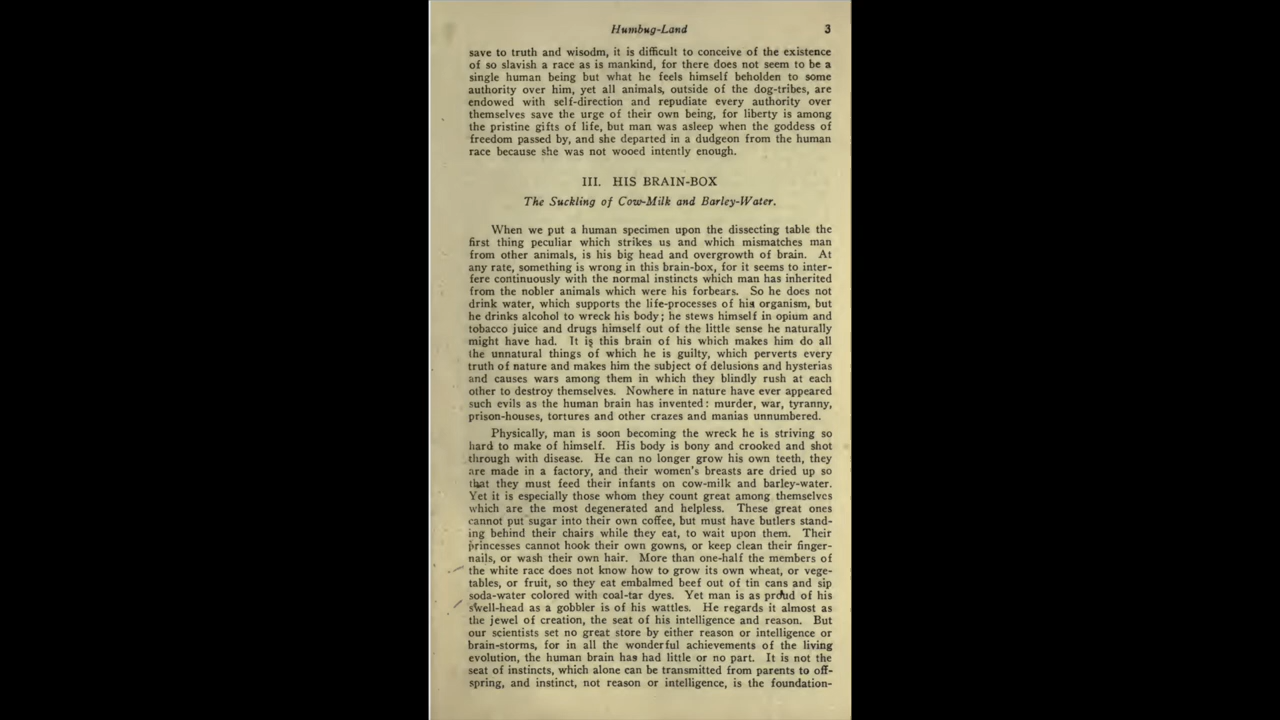 Humbug-Land 3
save to truth and wisodm, it is difficult to conceive of the existence
of so slavish a race as is mankind, for there does not seem to be a
single human being but what he feels himself beholden to some
authority over him, yet all animals, outside of the dog-tribes, are
endowed with self-direction and repudiate every authority over
themselves save the urge of their own being, for liberty is among
the pristine gifts of life, but man was asleep when the goddess of
freedom passed by, and she departed in a dudgeon from the human
race because she was not wooed intently enough.
III. HIS BRAIN-BOX
The Suckling of Cow-Milk and Barley-Water.
When we put a human specimen upon the dissecting table the
first thing peculiar which strikes us and which mismatches man
from other animals, is his big head and overgrowth of brain. At
any rate, something is wrong in this brain-box, for it seems to inter-
fere continuously with the normal instincts which man has inherited
from the nobler animals which were his forbears. So he does not
drink water, which supports the life-processes of his organism, but
he drinks alcohol to wreck his body; he stews himself in opium and
tobacco juice and drugs himself out of the little sense he naturally
might have had. It is this brain of his which makes him do all
the unnatural things of which he is guilty, which perverts every
truth of nature and makes him the subject of delusions and hysterias
and causes wars among them in which they blindly rush at each
other to destroy themselves. Nowhere in nature have ever appeared
such evils as the human brain has invented: murder, war, tyranny,
prison-houses, tortures and other crazes and manias unnumbered.
Physically, man is soon becoming the wreck he is striving so
hard to make of himself. His body is bony and crooked and shot
through with disease. He can no longer grow his own teeth, they
are made in a factory, and their women's breasts are dried up so
that they must feed their infants on cow-milk and barley-water.
Yet it is especially those whom they count great among themselves
which are the most degenerated and helpless. These great ones
cannot put sugar into their own coffee, but must have butlers stand-
ing behind their chairs while they eat, to wait upon them. Their
princesses cannot hook their own gowns, or keep clean their finger-
nails, or wash their own hair. More than one-half the members of
the white race does not know how to grow its own wheat, or vege-
tables, or fruit, so they eat embalmed beef out of tin cans and sip
soda-water colored with coal-tar dyes. Yet man is as proud of his
swell-head as a gobbler is of his wattles. He regards it almost as
the jewel of creation, the seat of his intelligence and reason. But
our scientists set no great store by either reason or intelligence or
brain-storms, for in all the wonderful achievements of the living
evolution, the human brain has had little or no part. It is not the
seat of instincts, which alone can be transmitted from parents to off-
spring, and instinct, not reason or intelligence, is the foundation-